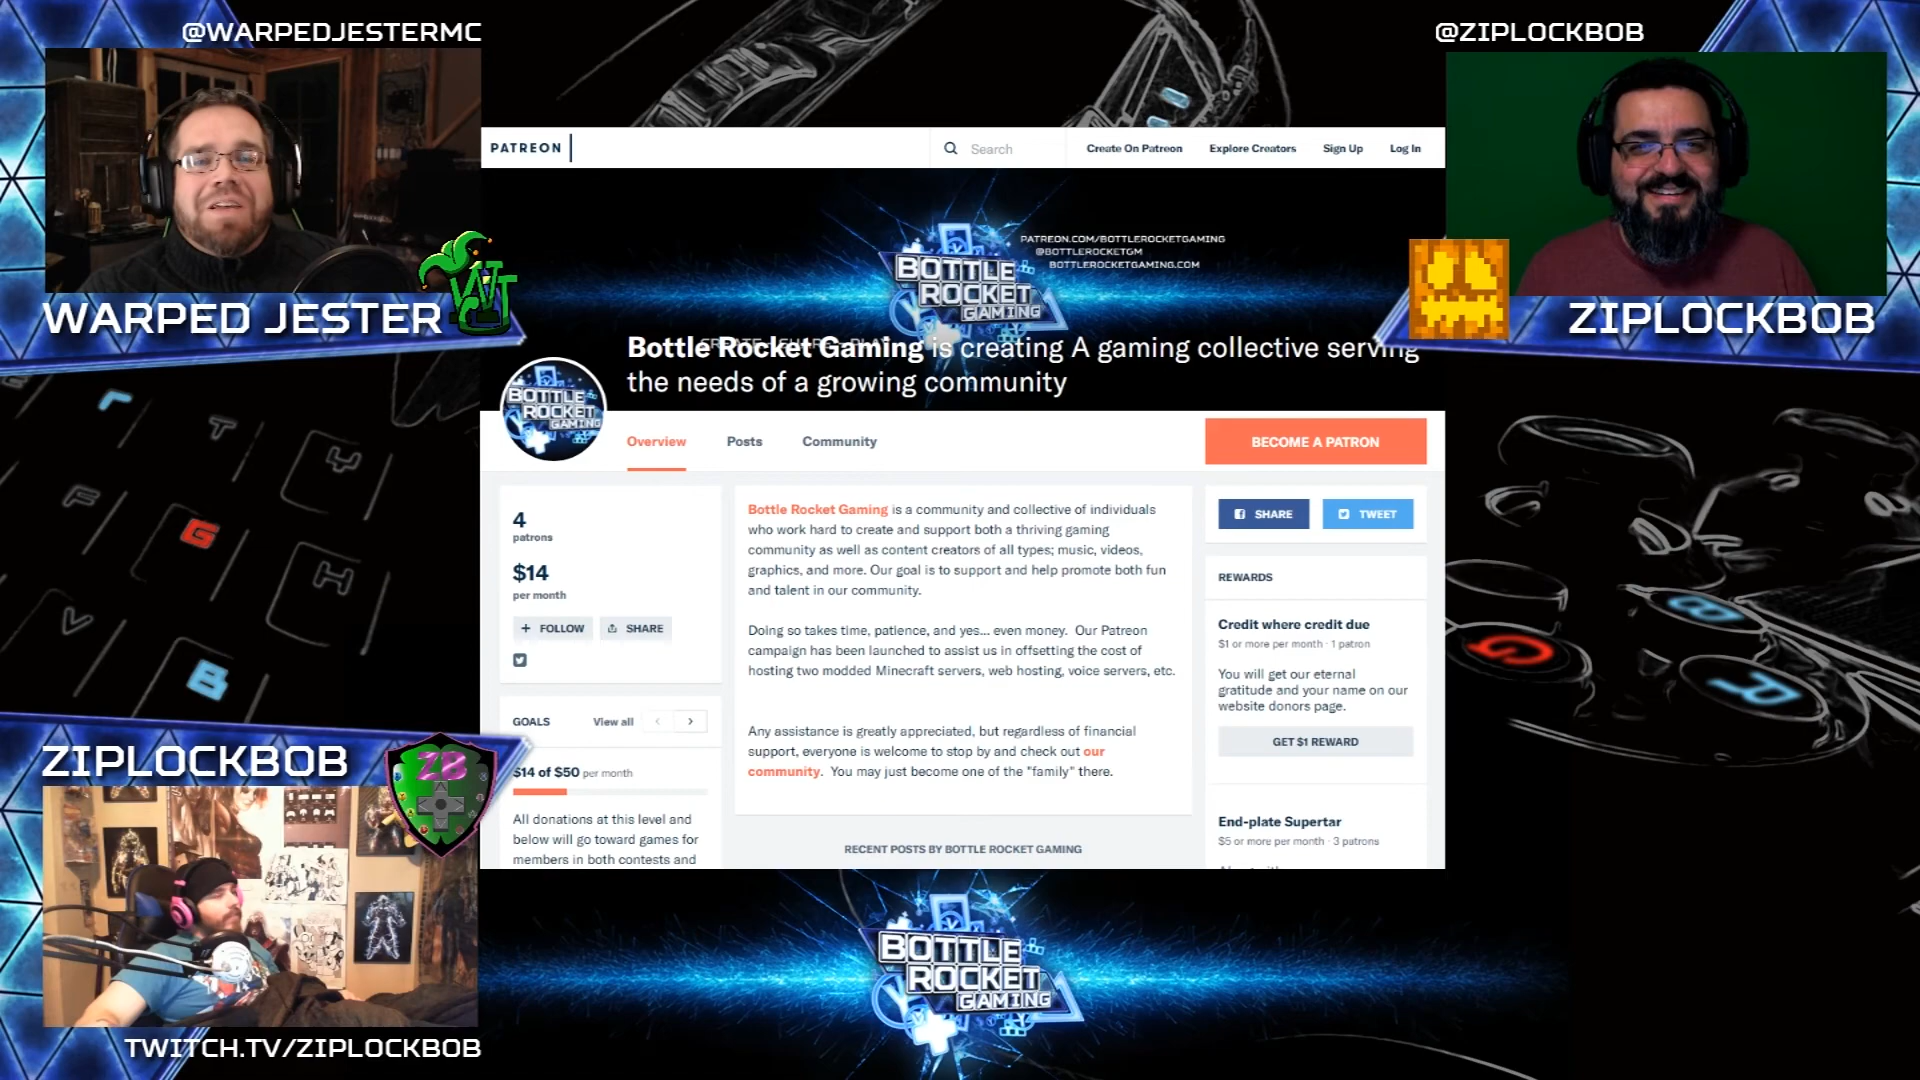 @WARPEDJESTERMC
@ZIPLOCKBOB
PATREON
Search
Create On Patreon
Explore Creators
Sign Up
Log In
PATREON.COM/BOTTLEROCKETGAMING
@BOTTLEROCKETGM
BOTTLEROCKETGAMING.COM
BOTTLE
ROCKET
GAMING
WARPED JESTER
WT
ZIPLOCKBOB
Bottle Rocket Gaming is creating A gaming collective serving
the needs of a growing community
BOTTLE
ROCKET
GAMING
Overview
Posts
Community
BECOME A PATRON
4
patrons
$14
per month
+ FOLLOW
SHARE
GOALS
View all
$14 of $50 per month
All donations at this level and
below will go toward games for
members in both contests and
Bottle Rocket Gaming is a community and collective of individuals
who work hard to create and support both a thriving gaming
community as well as content creators of all types; music, videos,
graphics, and more. Our goal is to support and help promote both fun
and talent in our community.
Doing so takes time, patience, and yes... even money. Our Patreon
campaign has been launched to assist us in offsetting the cost of
hosting two modded Minecraft servers, web hosting, voice servers, etc.
Any assistance is greatly appreciated, but regardless of financial
support, everyone is welcome to stop by and check out our
community. You may just become one of the "family" there.
RECENT POSTS BY BOTTLE ROCKET GAMING
SHARE
TWEET
REWARDS
Credit where credit due
$1 or more per month · 1 patron
You will get our eternal
gratitude and your name on our
website donors page.
GET $1 REWARD
End-plate Supertar
$5 or more per month · 3 patrons
T
Y
F
G
H
V
B
G
B
R
ZIPLOCKBOB
ZB
TWITCH.TV/ZIPLOCKBOB
BOTTLE
ROCKET
GAMING